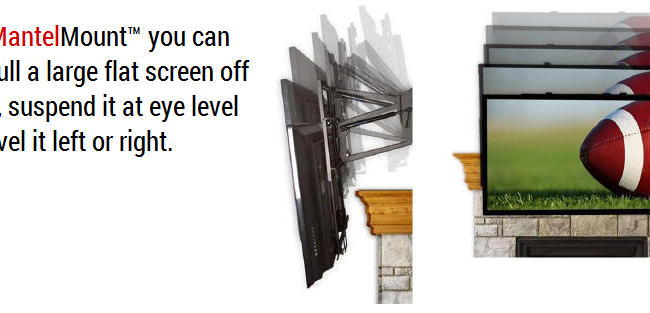 MantelMount™ you can
ull a large flat screen off
, suspend it at eye level
vel it left or right.